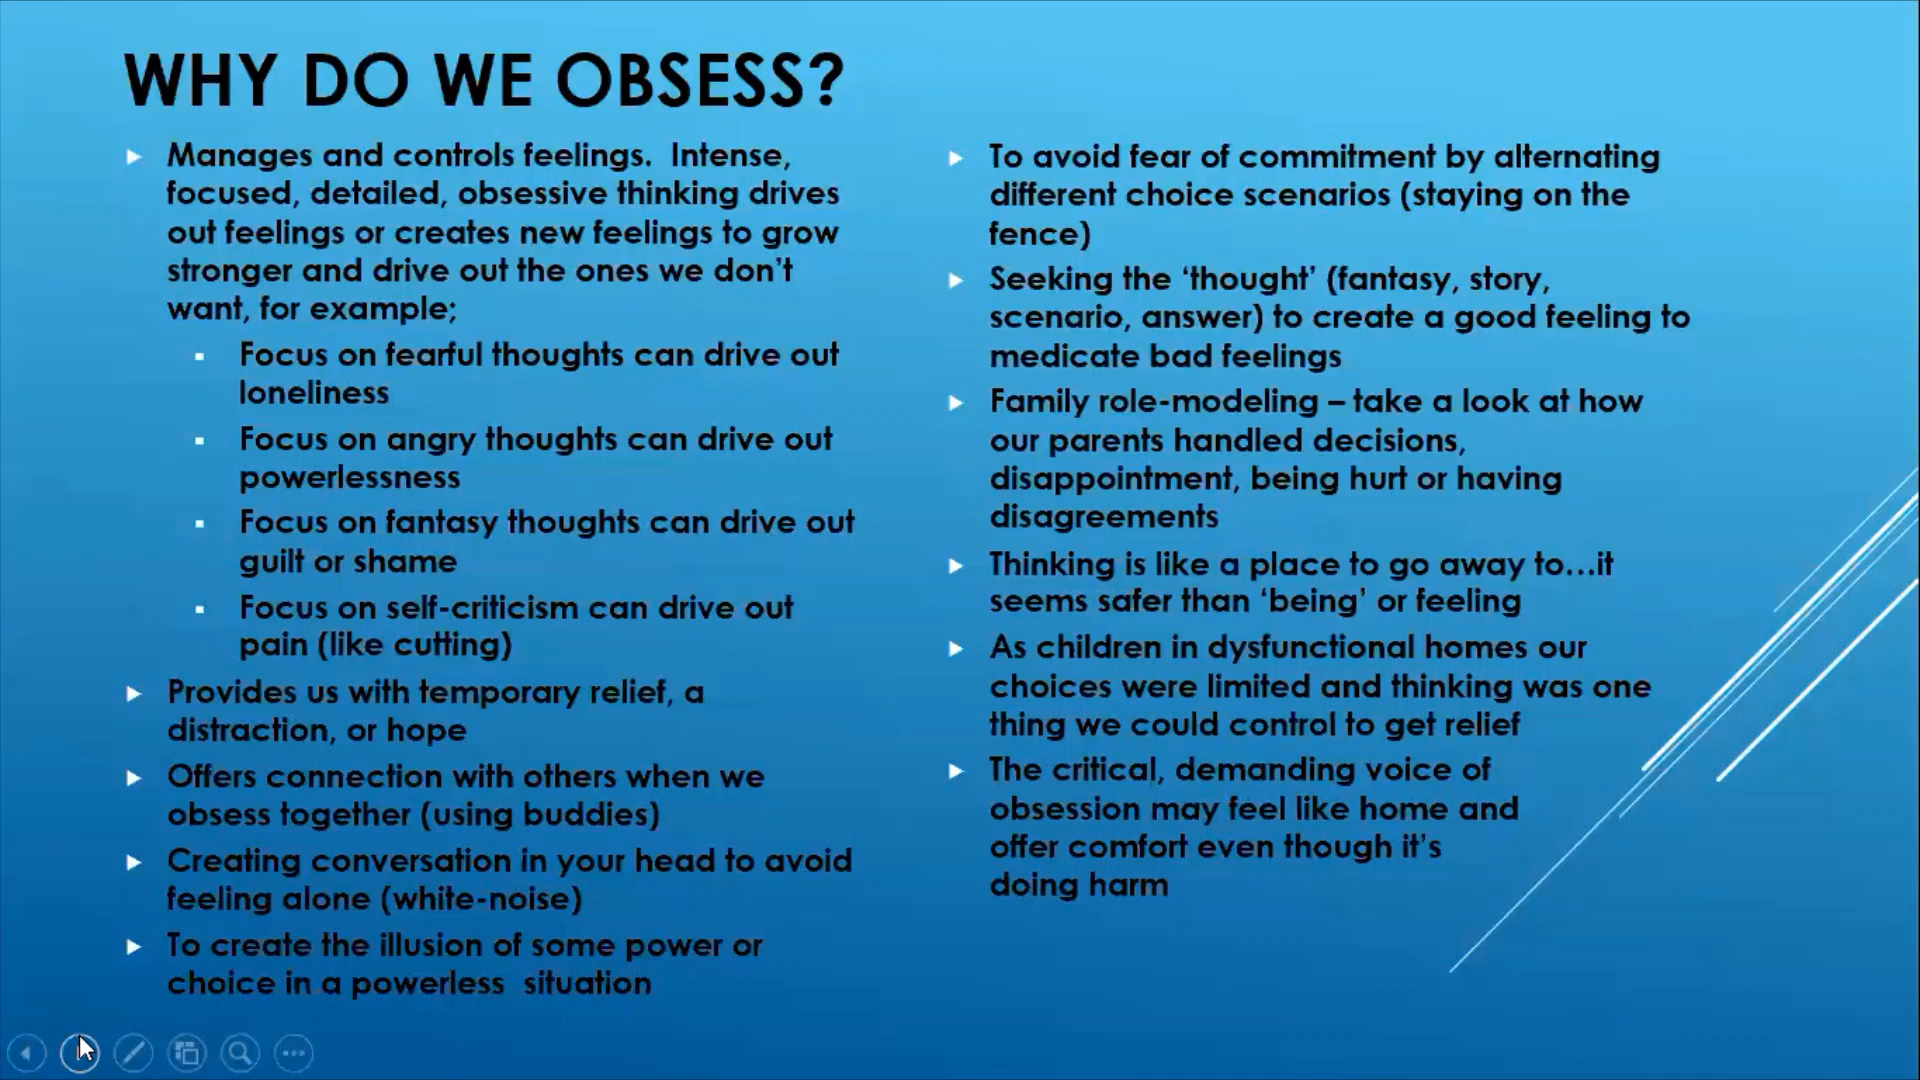 WHY DO WE OBSESS?
Manages and controls feelings.  Intense,
focused, detailed, obsessive thinking drives
out feelings or creates new feelings to grow
stronger and drive out the ones we don't
want, for example;
Focus on fearful thoughts can drive out
loneliness
Focus on angry thoughts can drive out
powerlessness
Focus on fantasy thoughts can drive out
guilt or shame
Focus on self-criticism can drive out
pain (like cutting)
Provides us with temporary relief, a
distraction, or hope
Offers connection with others when we
obsess together (using buddies)
Creating conversation in your head to avoid
feeling alone (white-noise)
To create the illusion of some power or
choice in a powerless  situation
To avoid fear of commitment by alternating
different choice scenarios (staying on the
fence)
Seeking the ‘thought’ (fantasy, story,
scenario, answer) to create a good feeling to
medicate bad feelings
Family role-modeling – take a look at how
our parents handled decisions,
disappointment, being hurt or having
disagreements
Thinking is like a place to go away to…it
seems safer than ‘being’ or feeling
As children in dysfunctional homes our
choices were limited and thinking was one
thing we could control to get relief
The critical, demanding voice of
obsession may feel like home and
offer comfort even though it’s
doing harm